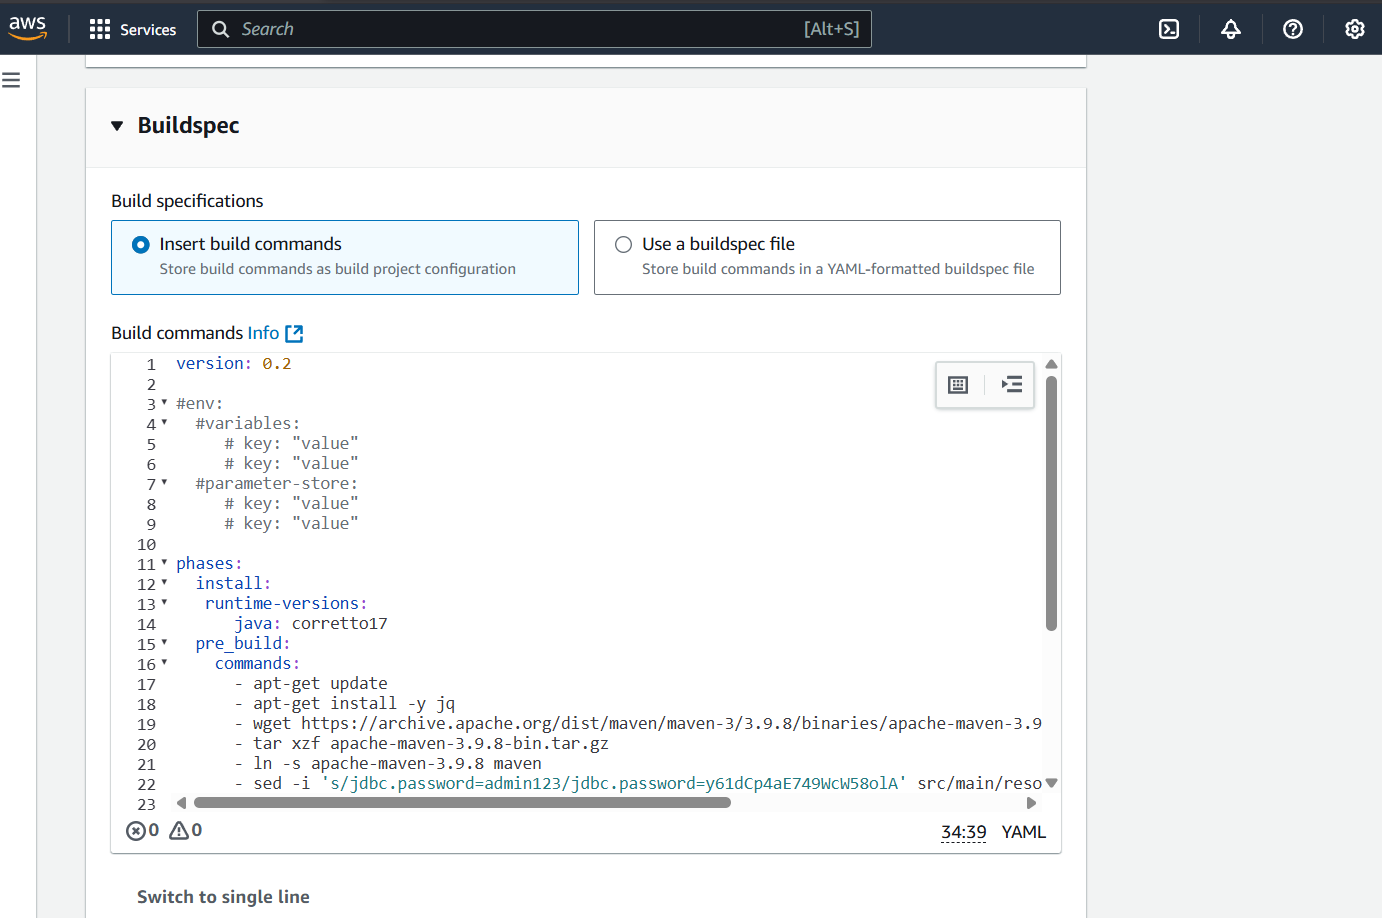 aws
Services
Search
[Alt+S]
Buildspec
Build specifications
Insert build commands
Store build commands as build project configuration
Use a buildspec file
Store build commands in a YAML-formatted buildspec file
Build commands Info
1 version: 0.2
2
3 #env:
4 #variables:
5 # key: "value"
6 # key: "value"
7 #parameter-store:
8 # key: "value"
9 # key: "value"
10
11 phases:
12 install:
13 runtime-versions:
14 java: corretto17
15 pre_build:
16 commands:
17 - apt-get update
18 - apt-get install -y jq
19 - wget https://archive.apache.org/dist/maven/maven-3/3.9.8/binaries/apache-maven-3.9
20 - tar xzf apache-maven-3.9.8-bin.tar.gz
21 - ln -s apache-maven-3.9.8 maven
22 - sed -i 's/jdbc.password=admin123/jdbc.password=y61dCp4aE749WcW58olA' src/main/reso
23
0 0
34:39 YAML
Switch to single line